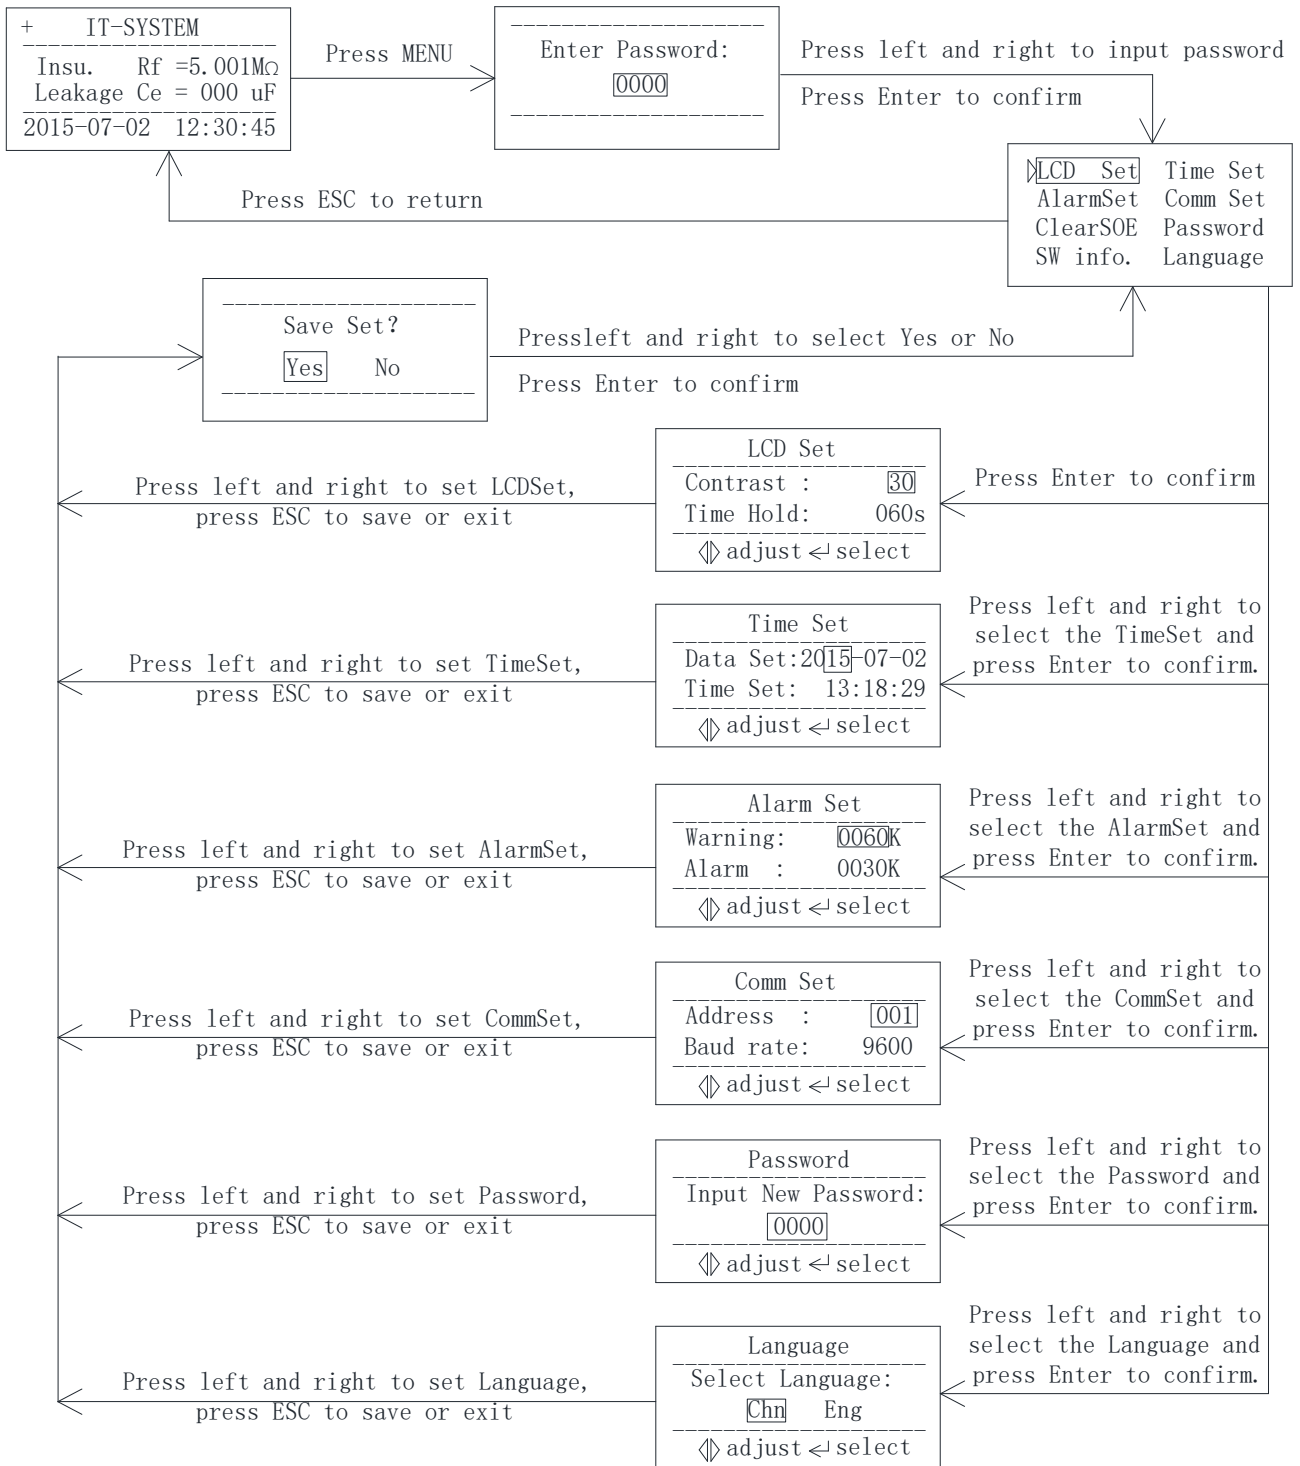 + IT-SYSTEM
Insu. Rf =5.001MΩ
Leakage Ce = 000 uF
2015-07-02 12:30:45
Press MENU
Enter Password:
0000
Press left and right to input password
Press Enter to confirm
LCD Set Time Set
AlarmSet Comm Set
ClearSOE Password
SW info. Language
Press ESC to return
Save Set?
Yes No
Pressleft and right to select Yes or No
Press Enter to confirm
Press left and right to set LCDSet,
press ESC to save or exit
LCD Set
Contrast : 30
Time Hold: 060s
adjust select
Press Enter to confirm
Press left and right to set TimeSet,
press ESC to save or exit
Time Set
Data Set:2015-07-02
Time Set: 13:18:29
adjust select
Press left and right to
select the TimeSet and
press Enter to confirm.
Press left and right to set AlarmSet,
press ESC to save or exit
Alarm Set
Warning: 0060K
Alarm : 0030K
adjust select
Press left and right to
select the AlarmSet and
press Enter to confirm.
Press left and right to set CommSet,
press ESC to save or exit
Comm Set
Address : 001
Baud rate: 9600
adjust select
Press left and right to
select the CommSet and
press Enter to confirm.
Press left and right to set Password,
press ESC to save or exit
Password
Input New Password:
0000
adjust select
Press left and right to
select the Password and
press Enter to confirm.
Press left and right to set Language,
press ESC to save or exit
Language
Select Language:
Chn Eng
adjust select
Press left and right to
select the Language and
press Enter to confirm.